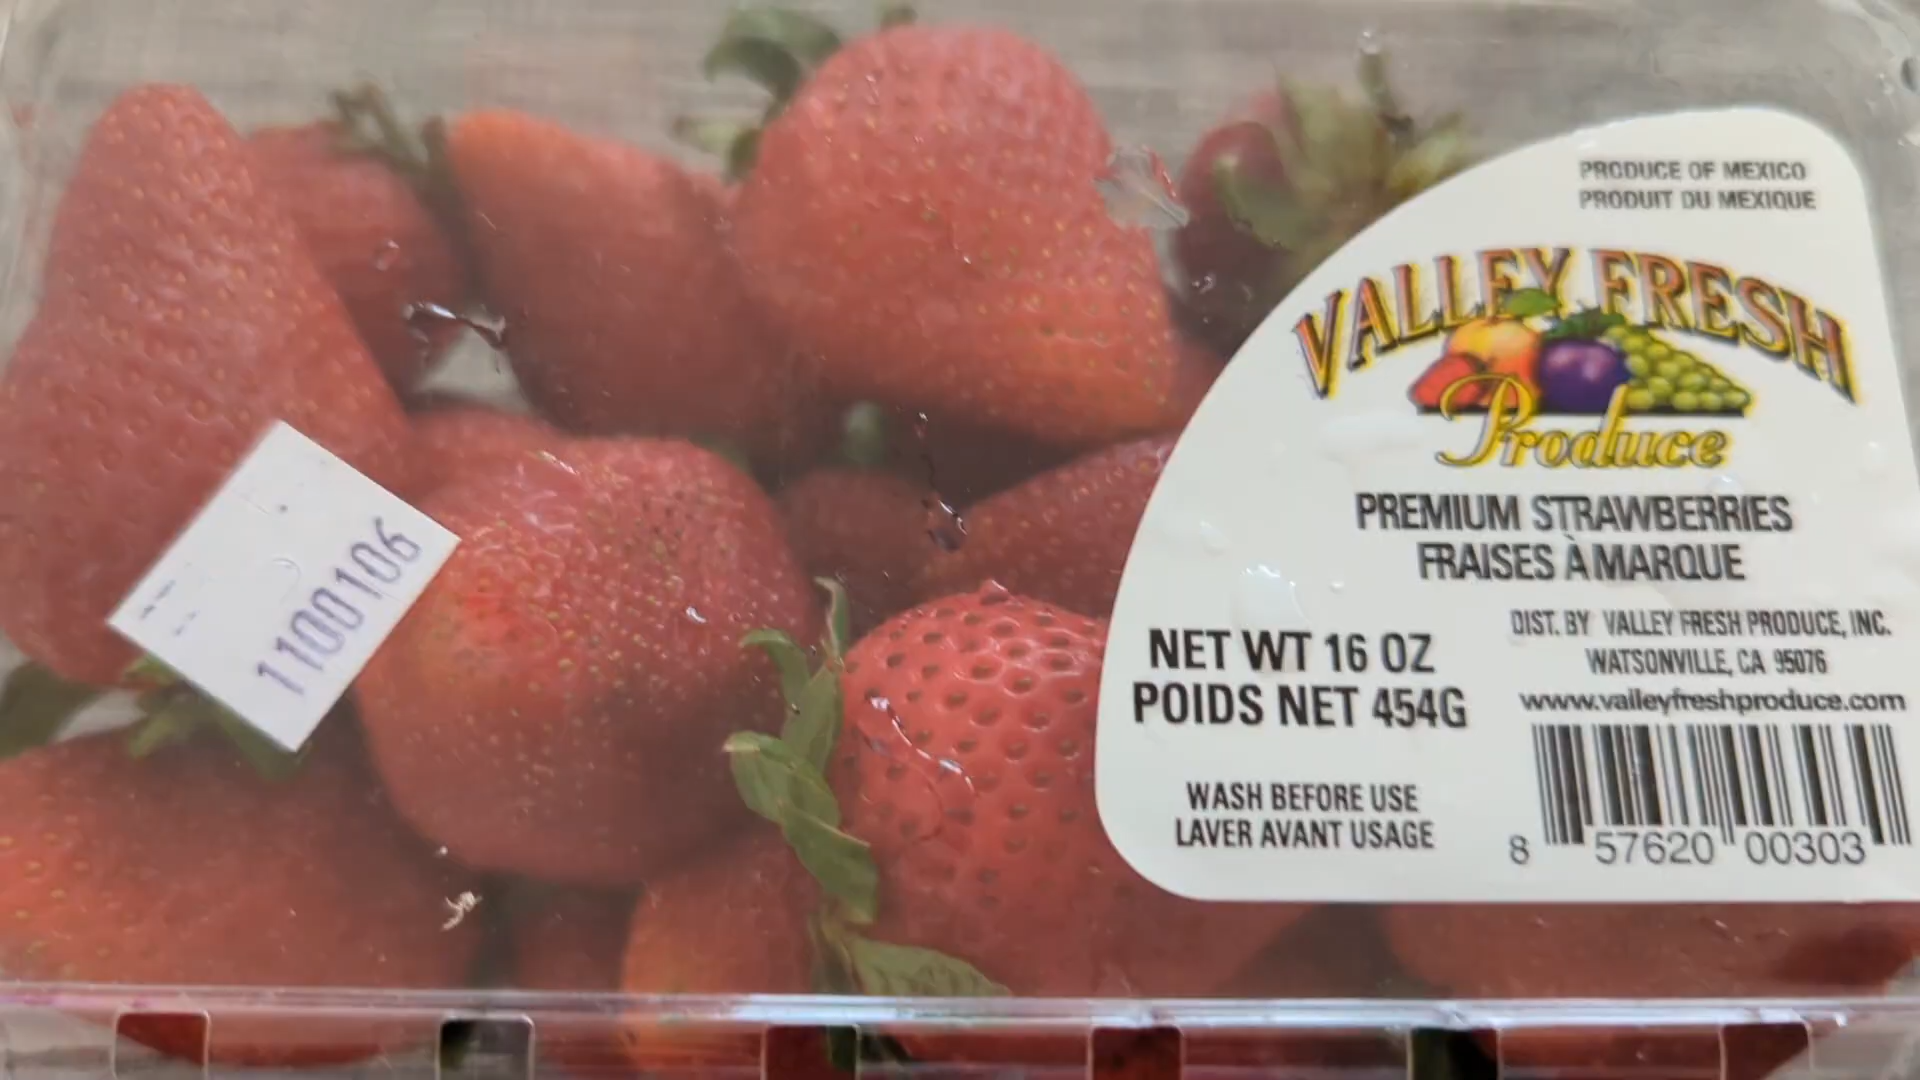 PRODUCE OF MEXICO
PRODUIT DU MEXIQUE
VALLEY FRESH
Produce
PREMIUM STRAWBERRIES
FRAISES À MARQUE
DIST. BY VALLEY FRESH PRODUCE, INC.
WATSONVILLE, CA 95076
www.valleyfreshproduce.com
NET WT 16 OZ
POIDS NET 454G
WASH BEFORE USE
LAVER AVANT USAGE
8 57620 00303
1100106